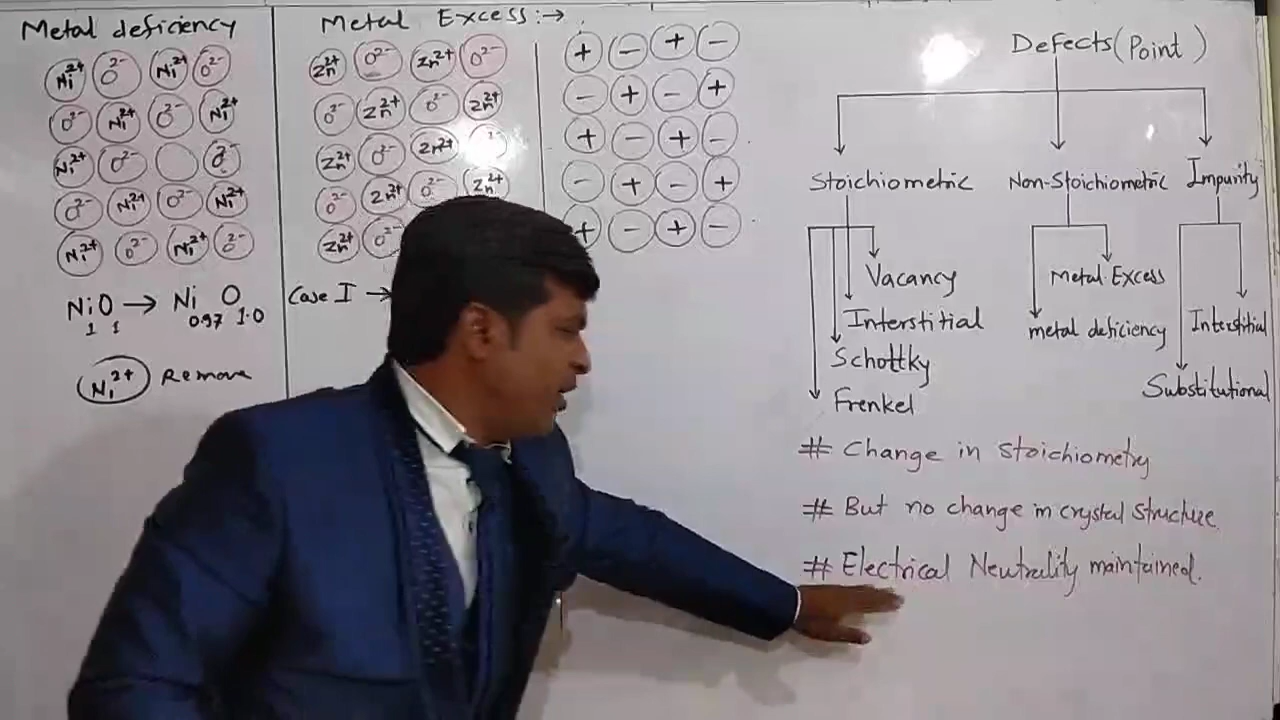 Metal deficiency
Ni2+ O2- Ni2+ O2-
O2- Ni2+ O2- Ni2+
Ni2+ O2- O2-
O2- Ni2+ O2- Ni2+
Ni2+ O2- Ni2+ O2-
NiO → Ni O
1 1 0.97 1.0
Ni2+ Remove
Metal Excess :→
Zn2+ O2- Zn2+ O2-
O2- Zn2+ O2- Zn2+
Zn2+ O2- Zn2+
O2- Zn2+ O2- Zn2+
Zn2+ O2-
Case I →
+ - + -
- + - +
+ - + -
- + - +
+ - + -
Defects (Point)
Stoichiometric Non-Stoichiometric Impurity
Vacancy
Interstitial
Schottky
Frenkel
Metal Excess
metal deficiency
Interstitial
Substitutional
# Change in stoichiometry
# But no change in crystal structure
# Electrical Neutrality maintained.